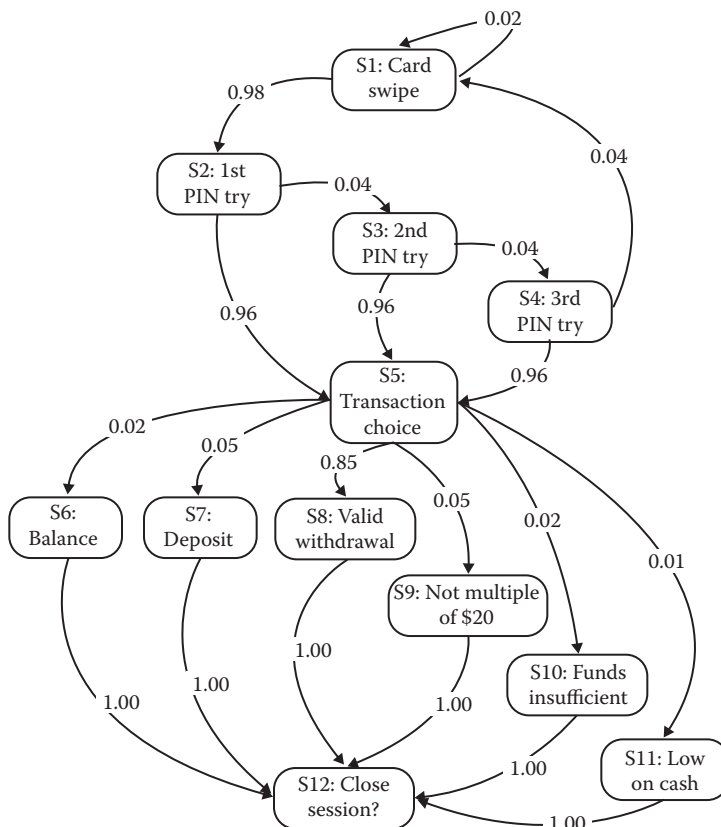 0.02
S1: Card
swipe
0.98
0.04
S2: 1st
PIN try
0.04
S3: 2nd
PIN try
0.04
S4: 3rd
PIN try
0.96
0.96
0.96
S5:
Transaction
choice
0.02
0.05
0.85
0.05
0.02
0.01
S6:
Balance
S7:
Deposit
S8: Valid
withdrawal
S9: Not multiple
of $20
S10: Funds
insufficient
S11: Low
on cash
1.00
1.00
1.00
1.00
1.00
1.00
S12: Close
session?